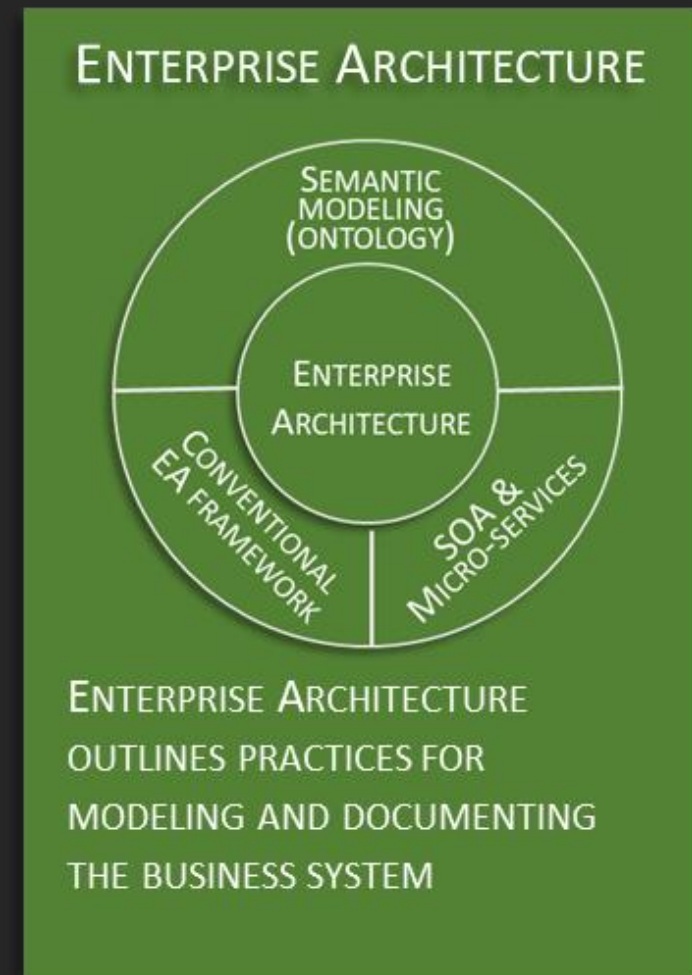 ENTERPRISE ARCHITECTURE
SEMANTIC
MODELING
(ONTOLOGY)
ENTERPRISE
ARCHITECTURE
CONVENTIONAL
EA FRAMEWORK
SOA &
MICRO-SERVICES
ENTERPRISE ARCHITECTURE
OUTLINES PRACTICES FOR
MODELING AND DOCUMENTING
THE BUSINESS SYSTEM